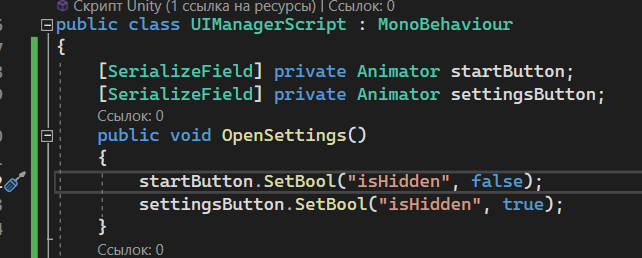 Скрипт Unity (1 ссылка на ресурсы) | Ссылок: 0
public class UIManagerScript : MonoBehaviour
{
[SerializeField] private Animator startButton;
[SerializeField] private Animator settingsButton;
Ссылок: 0
public void OpenSettings()
{
startButton.SetBool("isHidden", false);
settingsButton.SetBool("isHidden", true);
}
Ссылок: 0